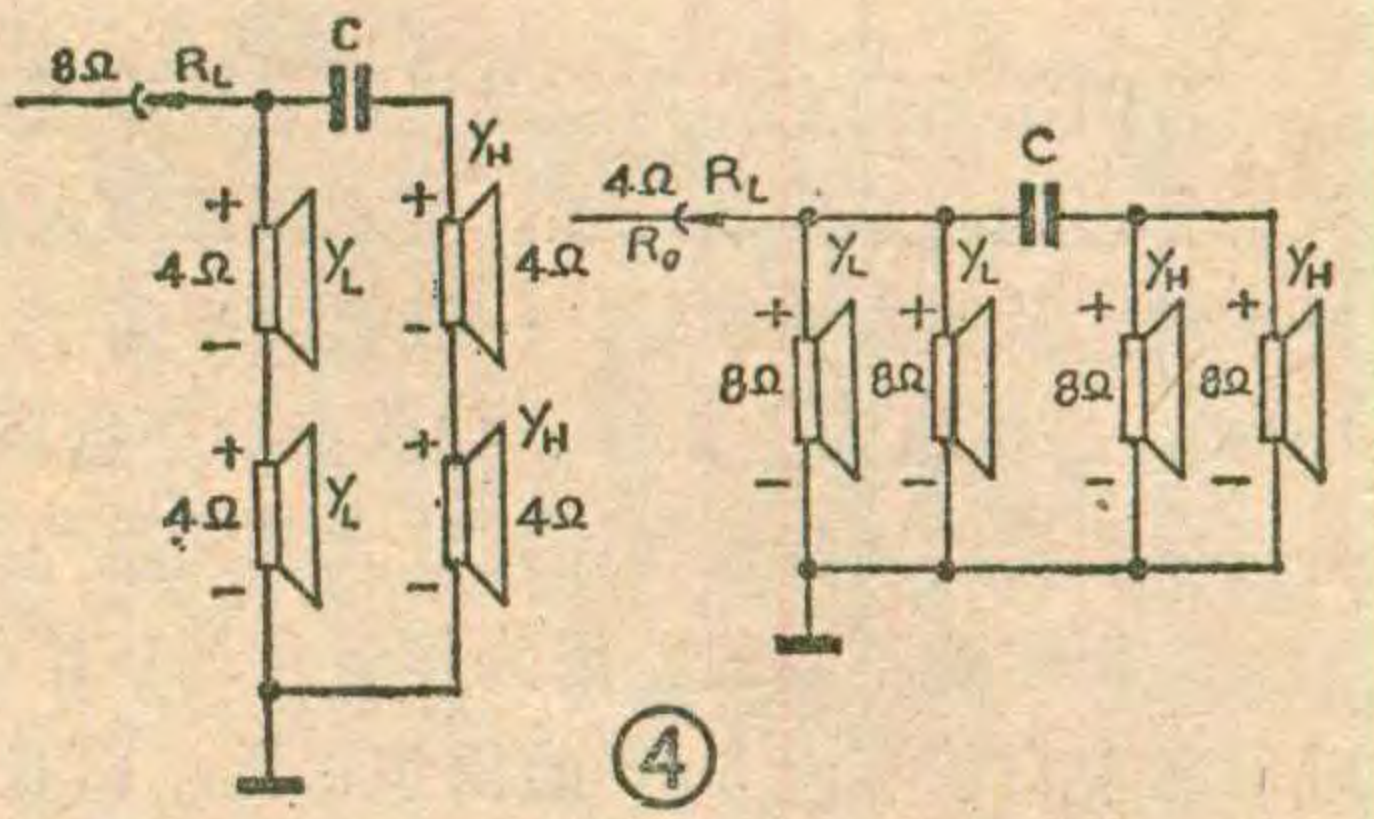 C
8Ω RL
YH
+ +
4Ω YL 4Ω
- -
+ + YH
4Ω YL 4Ω
- -
C
4Ω RL
Ro
YL YL YH YH
+ + + +
8Ω 8Ω 8Ω 8Ω
- - - -
4